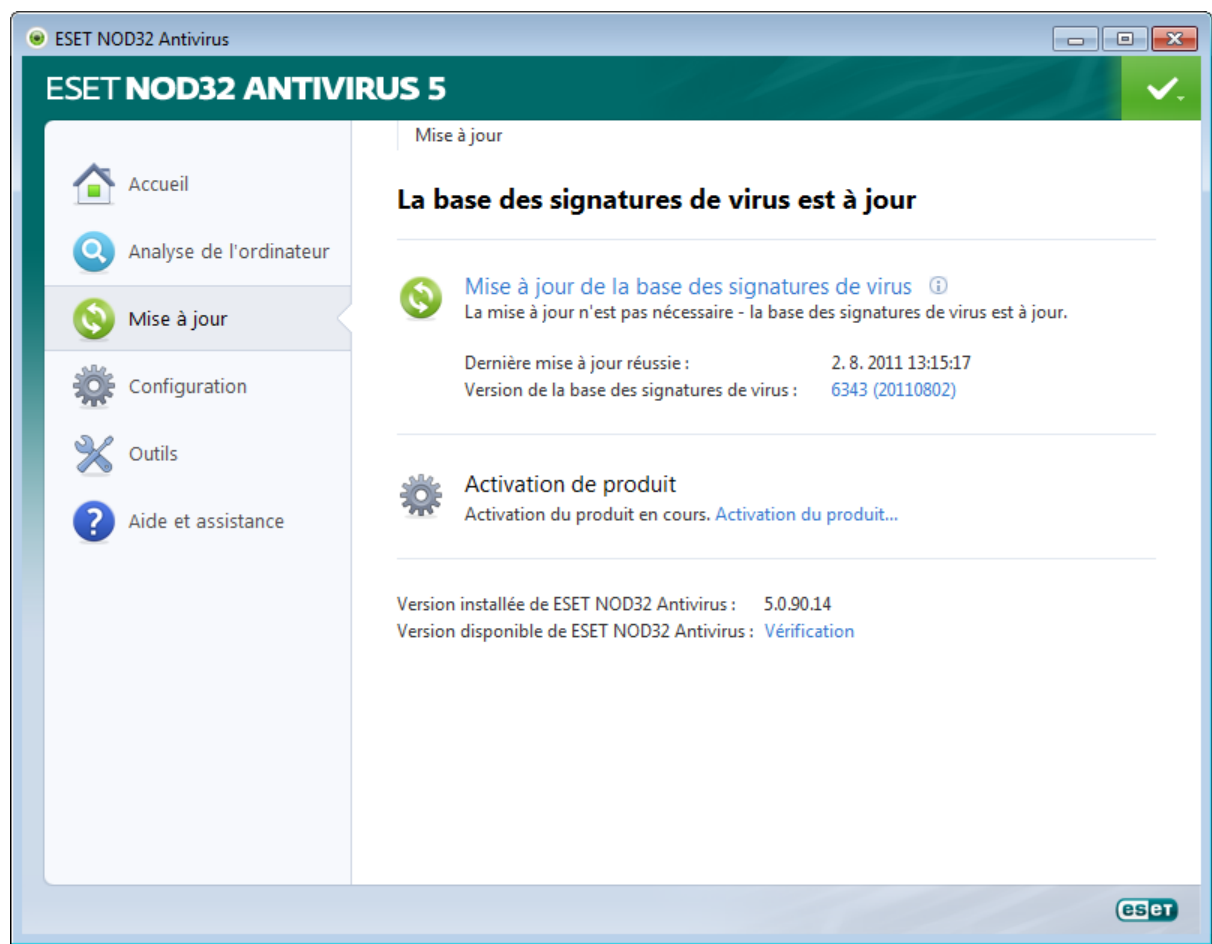 ESET NOD32 Antivirus
ESET NOD32 ANTIVIRUS 5
Accueil
Analyse de l'ordinateur
Mise à jour
Configuration
Outils
Aide et assistance
Mise à jour
La base des signatures de virus est à jour
Mise à jour de la base des signatures de virus
La mise à jour n'est pas nécessaire - la base des signatures de virus est à jour.
Dernière mise à jour réussie : 2. 8. 2011 13:15:17
Version de la base des signatures de virus : 6343 (20110802)
Activation de produit
Activation du produit en cours. Activation du produit...
Version installée de ESET NOD32 Antivirus : 5.0.90.14
Version disponible de ESET NOD32 Antivirus : Vérification
eseT